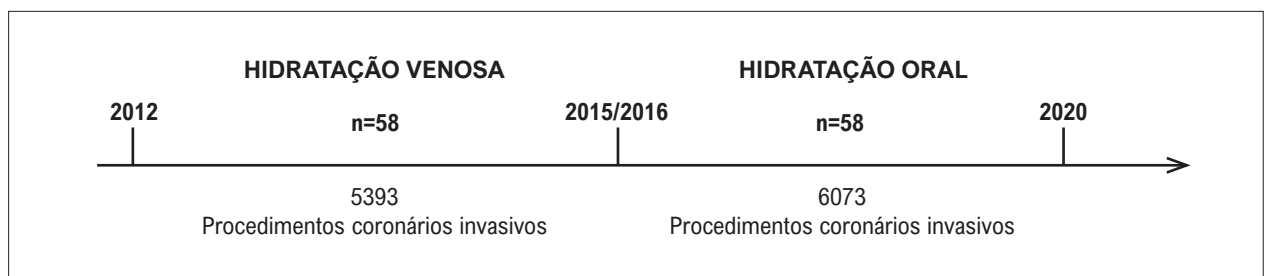 HIDRATAÇÃO VENOSA
HIDRATAÇÃO ORAL
2012
n=58
2015/2016
n=58
2020
5393
Procedimentos coronários invasivos
6073
Procedimentos coronários invasivos